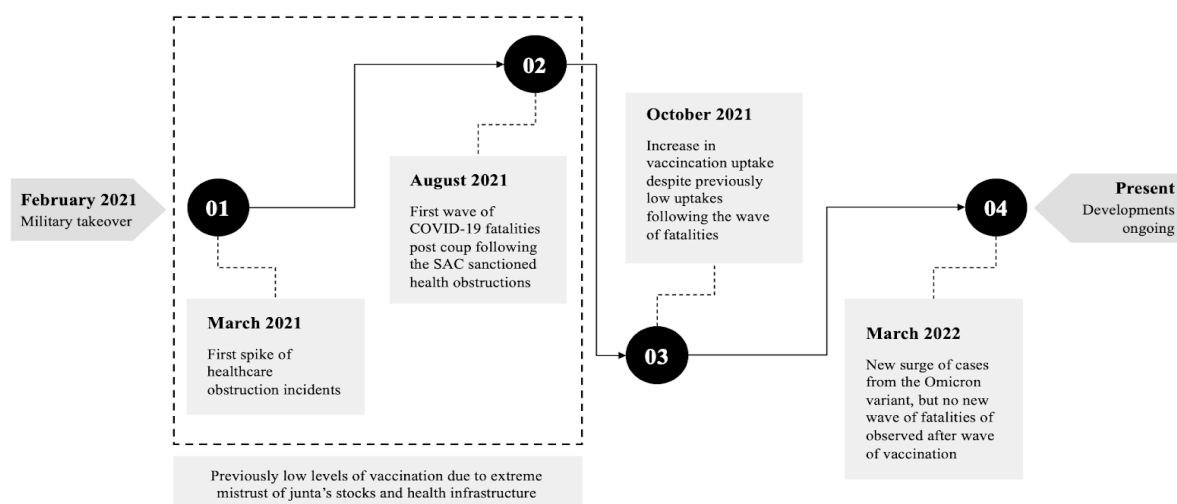 February 2021
Military takeover
01
March 2021
First spike of
healthcare
obstruction incidents
02
August 2021
First wave of
COVID-19 fatalities
post coup following
the SAC sanctioned
health obstructions
Previously low levels of vaccination due to extreme
mistrust of junta's stocks and health infrastructure
October 2021
Increase in
vaccincation uptake
despite previously
low uptakes
following the wave
of fatalities
03
04
March 2022
New surge of cases
from the Omicron
variant, but no new
wave of fatalities of
observed after wave
of vaccination
Present
Developments
ongoing